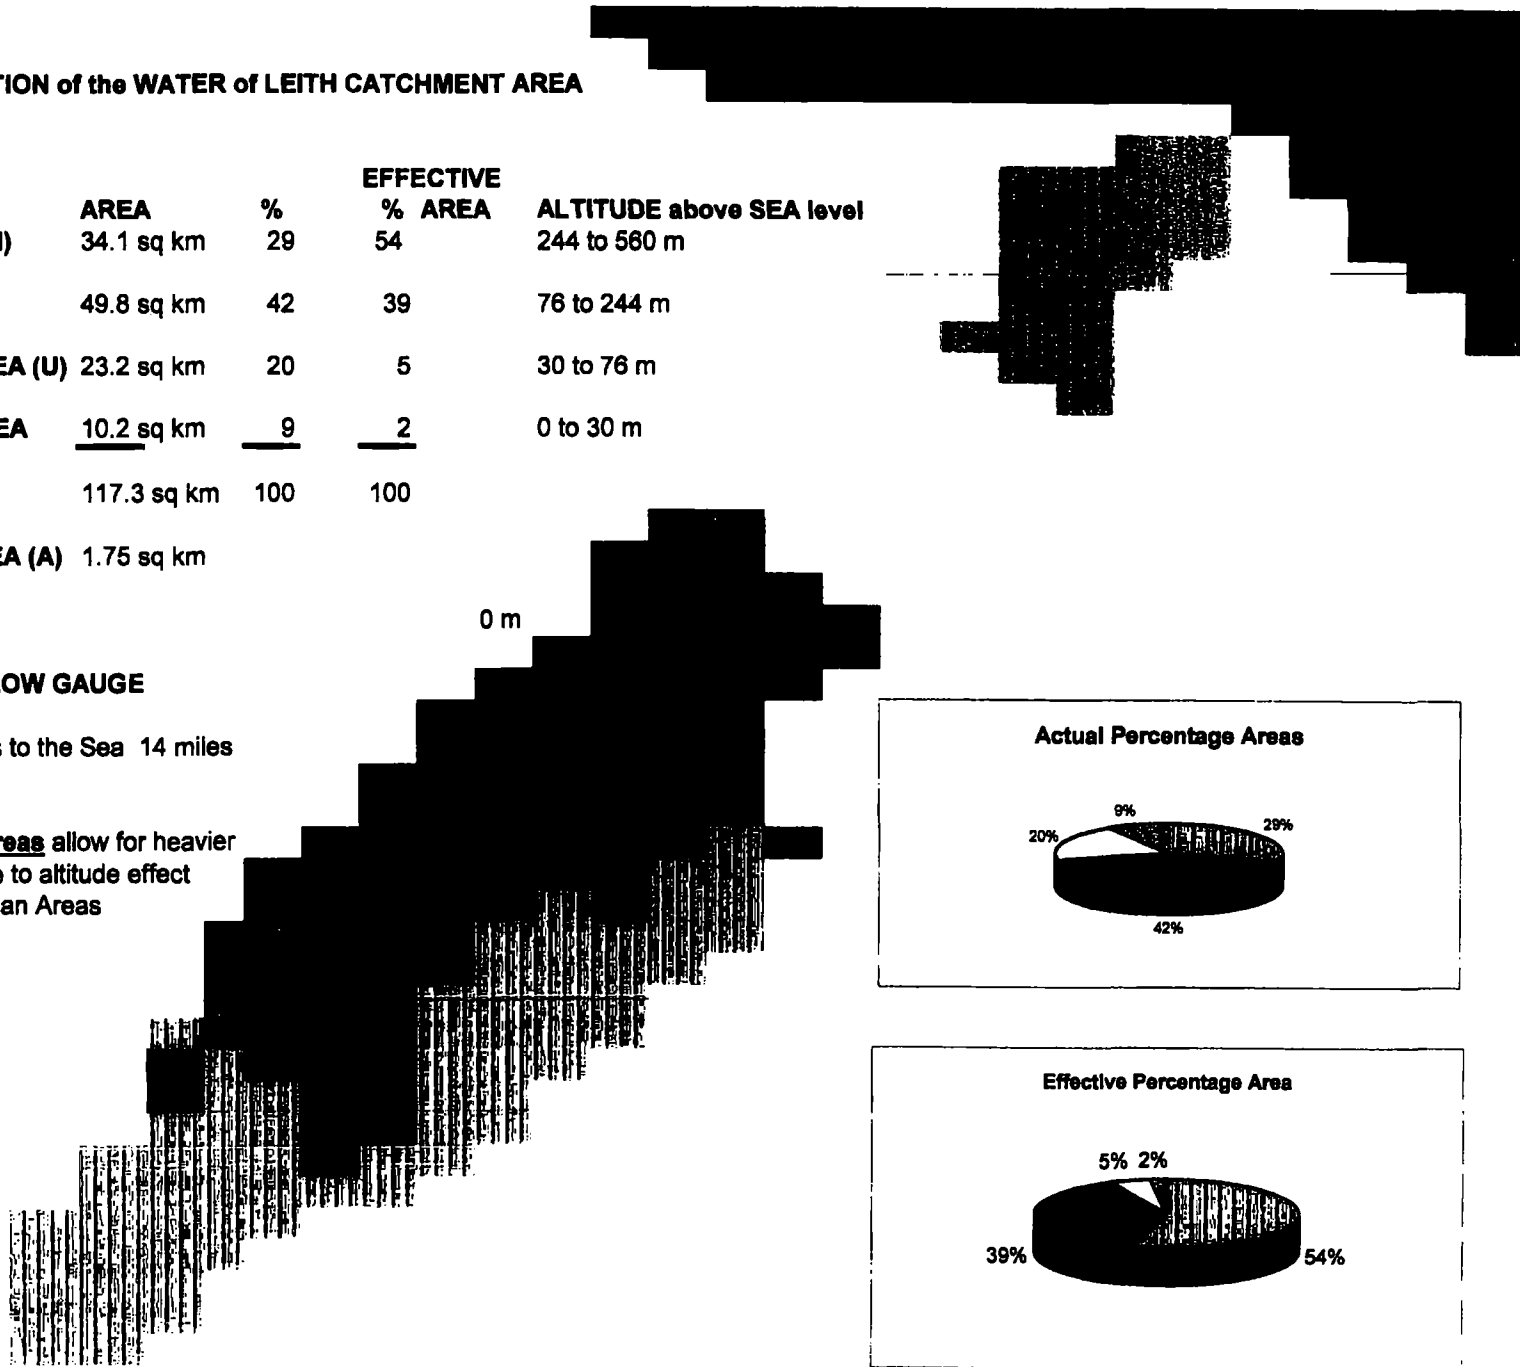 TION of the WATER of LEITH CATCHMENT AREA
EFFECTIVE
AREA % % AREA ALTITUDE above SEA level
) 34.1 sq km 29 54 244 to 560 m
49.8 sq km 42 39 76 to 244 m
EA (U) 23.2 sq km 20 5 30 to 76 m
EA 10.2 sq km 9 2 0 to 30 m
117.3 sq km 100 100
EA (A) 1.75 sq km
0 m
LOW GAUGE
s to the Sea 14 miles
reas allow for heavier
e to altitude effect
an Areas
Actual Percentage Areas
9%
29%
20%
42%
Effective Percentage Area
5% 2%
39%
54%